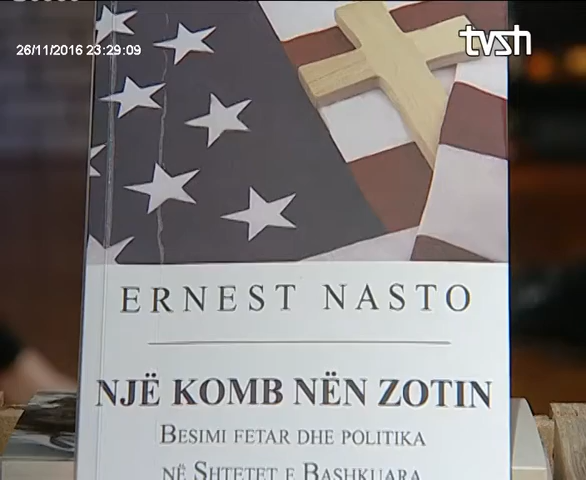 26/11/2016 23:29:09
tvsh
ERNEST NASTO
NJË KOMB NËN ZOTIN
BESIMI FETAR DHE POLITIKA
NË SHTETET E BASHKUARA